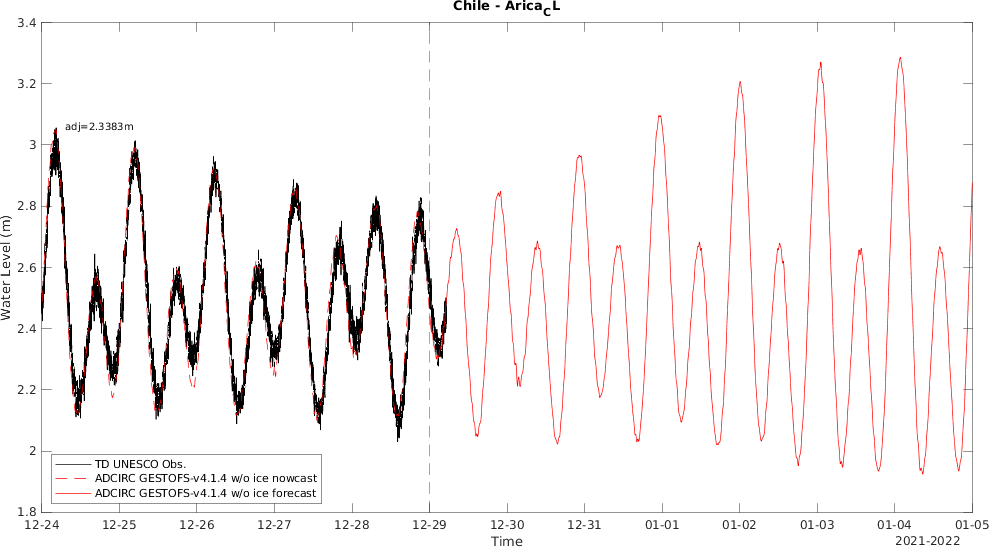 Chile - Arica_CL
3.4
3.2
3
2.8
2.6
2.4
2.2
2
1.8
Water Level (m)
adj=2.3383m
TD UNESCO Obs.
ADCIRC GESTOFS-v4.1.4 w/o ice nowcast
ADCIRC GESTOFS-v4.1.4 w/o ice forecast
12-24 12-25 12-26 12-27 12-28 12-29 12-30 12-31 01-01 01-02 01-03 01-04 01-05
Time
2021-2022